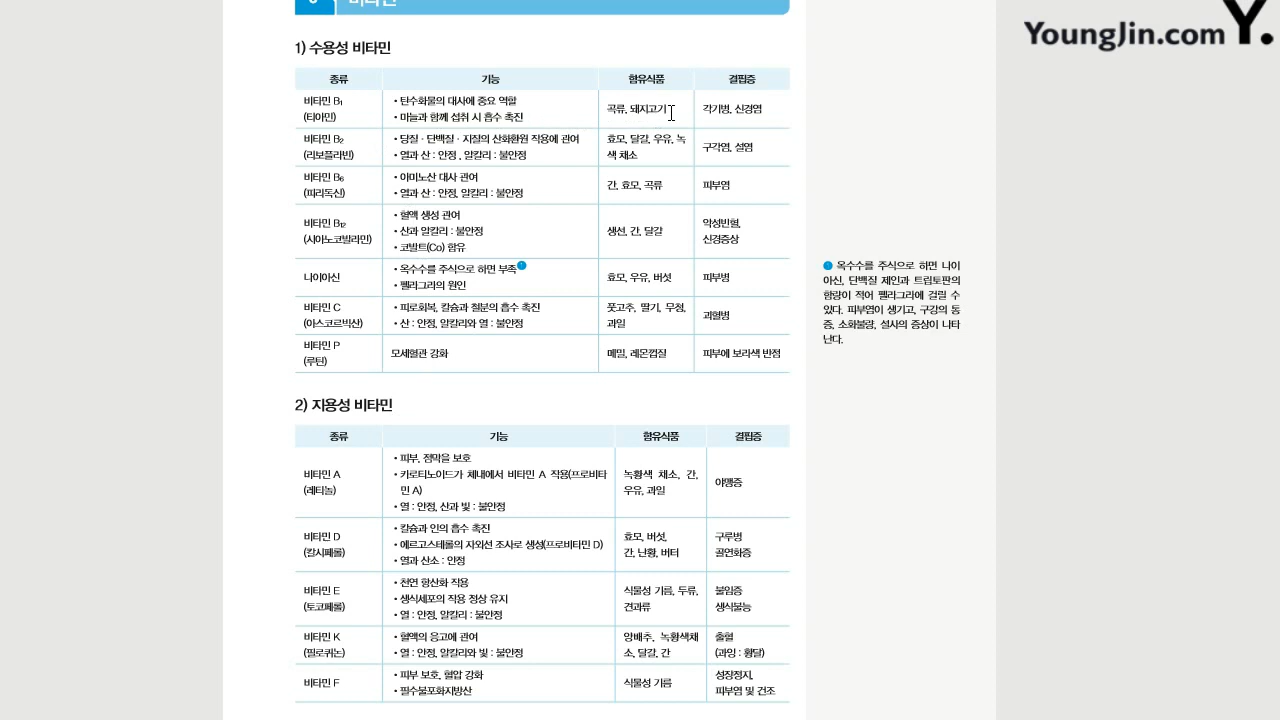 비타민
YoungJin.com Y.
1) 수용성 비타민
종류 기능 함유식품 결핍증
비타민 B₁
(티아민)
• 탄수화물의 대사에 중요 역할
• 마늘과 함께 섭취 시 흡수 촉진
곡류, 돼지고기
각기병, 신경염
비타민 B₂
(리보플라빈)
• 당질 · 단백질 · 지질의 산화환원 작용에 관여
• 열과 산 : 안정 , 알칼리 : 불안정
효모, 달걀, 우유, 녹
색 채소
구각염, 설염
비타민 B₆
(피리독신)
• 아미노산 대사 관여
• 열과 산 : 안정, 알칼리 : 불안정
간, 효모, 곡류
피부염
비타민 B₁₂
(시아노코발라민)
• 혈액 생성 관여
• 산과 알칼리 : 불안정
• 코발트(Co) 함유
생선, 간, 달걀
악성빈혈,
신경증상
나이아신
• 옥수수를 주식으로 하면 부족
• 펠라그라의 원인
효모, 우유, 버섯
피부병
비타민 C
(아스코르빅산)
• 피로회복, 칼슘과 철분의 흡수 촉진
• 산 : 안정, 알칼리와 열 : 불안정
풋고추, 딸기, 무청,
과일
괴혈병
비타민 P
(루틴)
모세혈관 강화
메밀, 레몬껍질
피부에 보라색 반점
옥수수를 주식으로 하면 나이
아신, 단백질 제인과 트립토판의
함량이 적어 펠라그라에 걸릴 수
있다. 피부염이 생기고, 구강의 통
증, 소화불량, 설사의 증상이 나타
난다.
2) 지용성 비타민
종류 기능 함유식품 결핍증
비타민 A
(레티놀)
• 피부, 점막을 보호
• 카로티노이드가 체내에서 비타민 A 작용(프로비타
민 A)
• 열 : 안정, 산과 빛 : 불안정
녹황색 채소, 간,
우유, 과일
야맹증
비타민 D
(칼시페롤)
• 칼슘과 인의 흡수 촉진
• 에르고스테롤의 자외선 조사로 생성(프로비타민 D)
• 열과 산소 : 안정
효모, 버섯,
간, 난황, 버터
구루병
골연화증
비타민 E
(토코페롤)
• 천연 항산화 작용
• 생식세포의 작용 정상 유지
• 열 : 안정, 알칼리 : 불안정
식물성 기름, 두류,
견과류
불임증
생식불능
비타민 K
(필로퀴논)
• 혈액의 응고에 관여
• 열 : 안정, 알칼리와 빛 : 불안정
양배추, 녹황색채
소, 달걀, 간
출혈
(과잉 : 황달)
비타민 F
• 피부 보호, 혈압 강화
• 필수불포화지방산
식물성 기름
성장정지,
피부염 및 건조